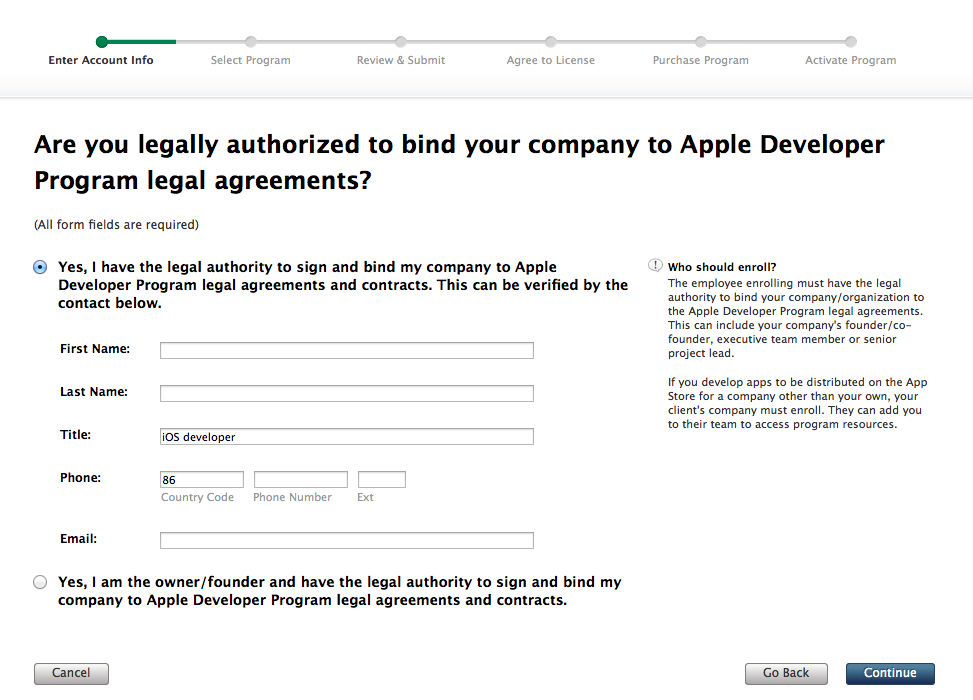 Enter Account Info
Select Program
Review & Submit
Agree to License
Purchase Program
Activate Program
Are you legally authorized to bind your company to Apple Developer
Program legal agreements?
(All form fields are required)
Yes, I have the legal authority to sign and bind my company to Apple
Developer Program legal agreements and contracts. This can be verified by the
contact below.
First Name:
Last Name:
Title:
iOS developer
Phone:
86
Country Code
Phone Number
Ext
Email:
Yes, I am the owner/founder and have the legal authority to sign and bind my
company to Apple Developer Program legal agreements and contracts.
! Who should enroll?
The employee enrolling must have the legal
authority to bind your company/organization to
the Apple Developer Program legal agreements.
This can include your company's founder/co-
founder, executive team member or senior
project lead.
If you develop apps to be distributed on the App
Store for a company other than your own, your
client's company must enroll. They can add you
to their team to access program resources.
Cancel
Go Back
Continue